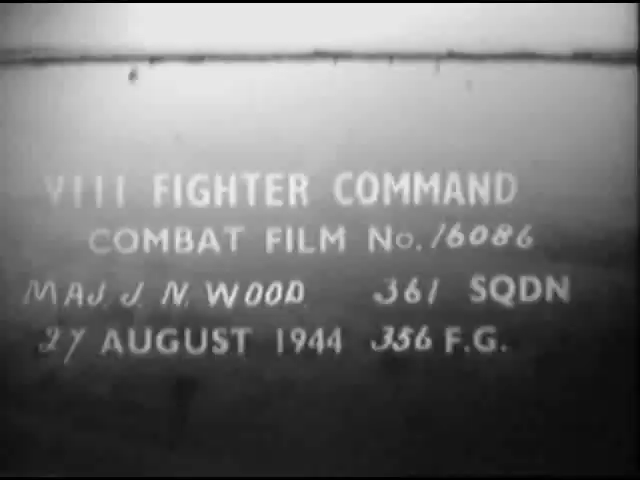 VIII FIGHTER COMMAND
COMBAT FILM No. 16086
MAJ. J. N. WOOD 361 SQDN
27 AUGUST 1944 356 F.G.